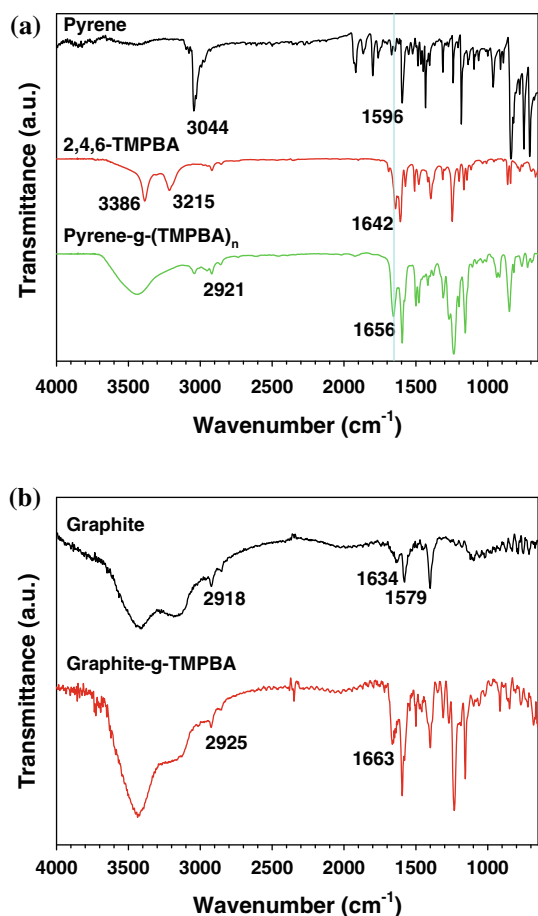 (a)
Pyrene
3044
1596
2,4,6-TMPBA
3386
3215
1642
Pyrene-g-(TMPBA)n
2921
1656
Transmittance (a.u.)
4000 3500 3000 2500 2000 1500 1000
Wavenumber (cm-1)
(b)
Graphite
2918
1634
1579
Graphite-g-TMPBA
2925
1663
Transmittance (a.u.)
4000 3500 3000 2500 2000 1500 1000
Wavenumber (cm-1)